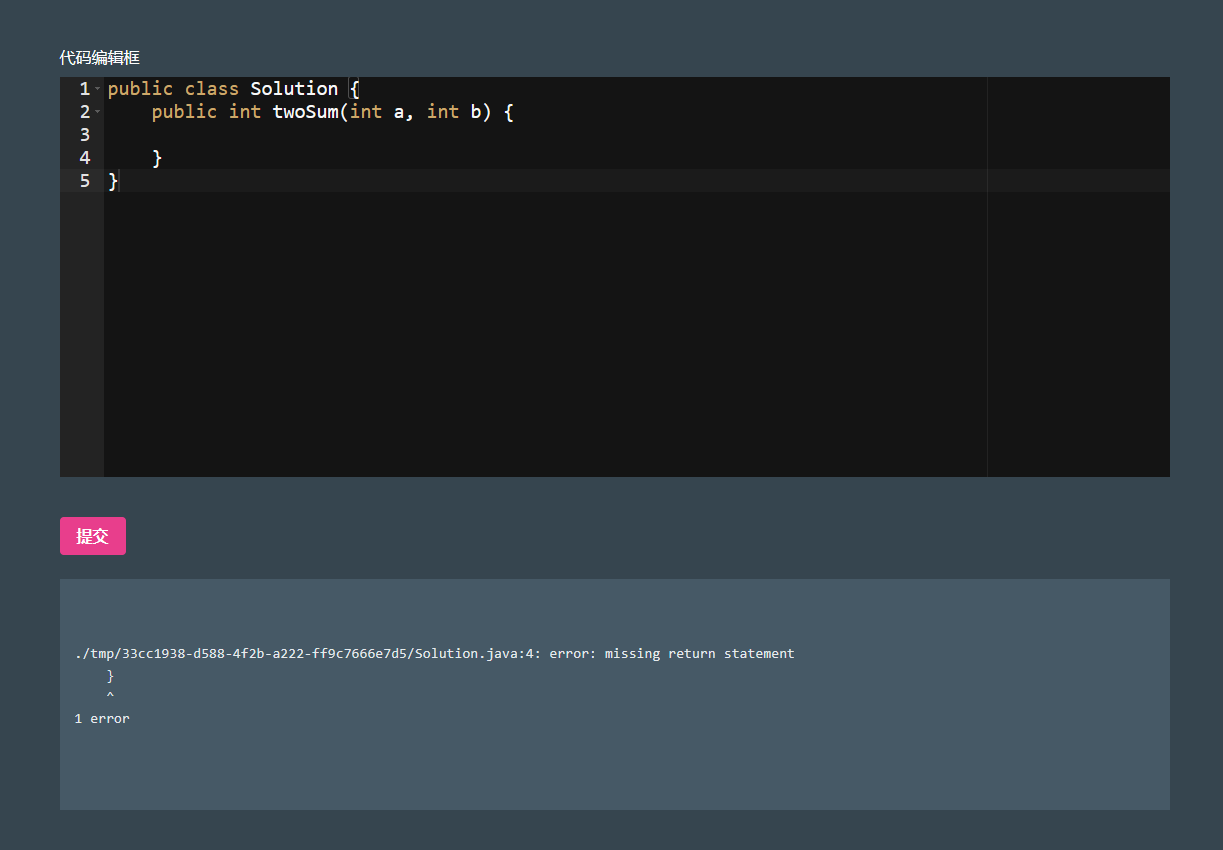 代码编辑框
1 public class Solution {
2     public int twoSum(int a, int b) {
3
4     }
5 }
提交
./tmp/33cc1938-d588-4f2b-a222-ff9c7666e7d5/Solution.java:4: error: missing return statement
    }
    ^
1 error